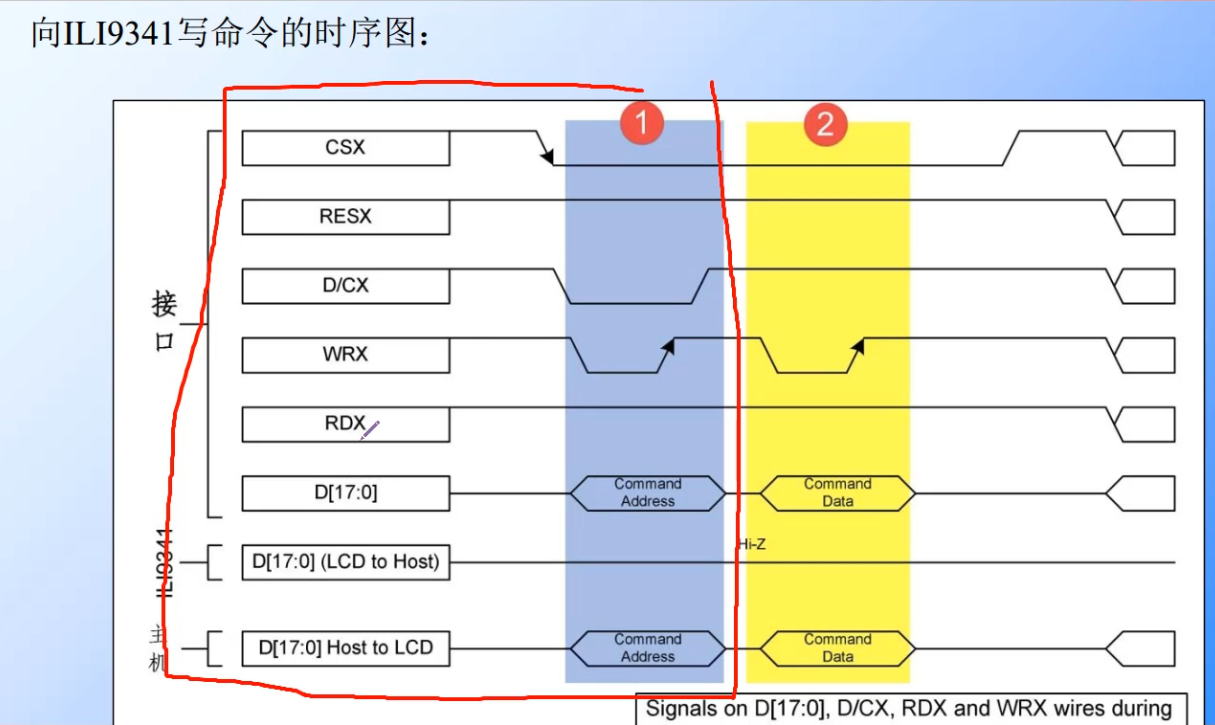 向ILI9341写命令的时序图：
1
2
接口
CSX
RESX
D/CX
WRX
RDX
D[17:0]
Command Address
Command Data
ILI9341
D[17:0] (LCD to Host)
Hi-Z
主机
D[17:0] Host to LCD
Command Address
Command Data
Signals on D[17:0], D/CX, RDX and WRX wires during